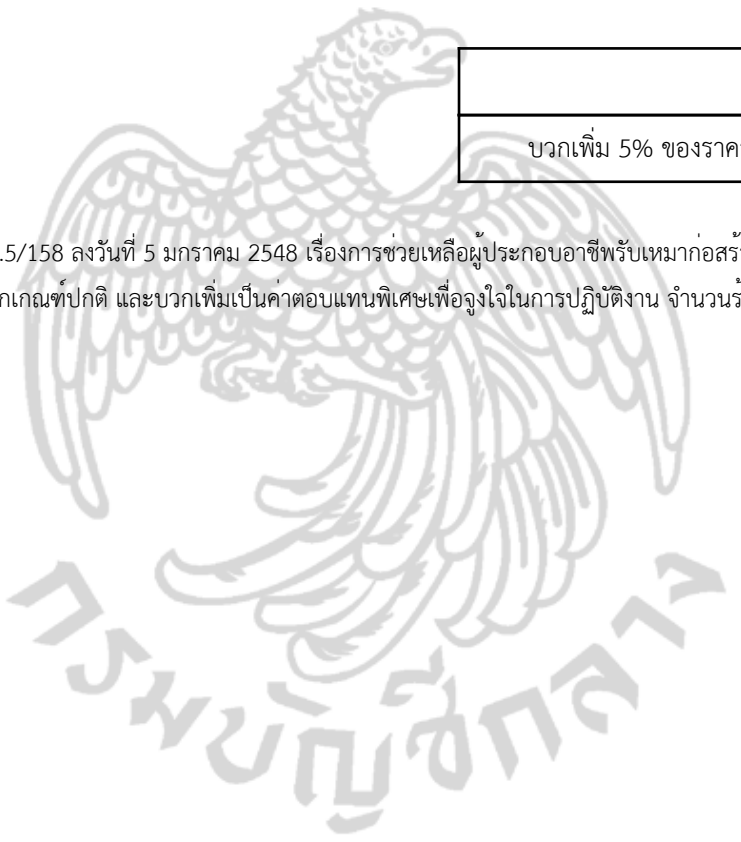 บวกเพิ่ม 5% ของราค
.5/158 ลงวันที่ 5 มกราคม 2548 เรื่องการช่วยเหลือผู้ประกอบอาชีพรับเหมาก่อสร้
กเกณฑ์ปกติ และบวกเพิ่มเป็นค่าตอบแทนพิเศษเพื่อจูงใจในการปฏิบัติงาน จำนวนร้
กรมบัญชีกลาง